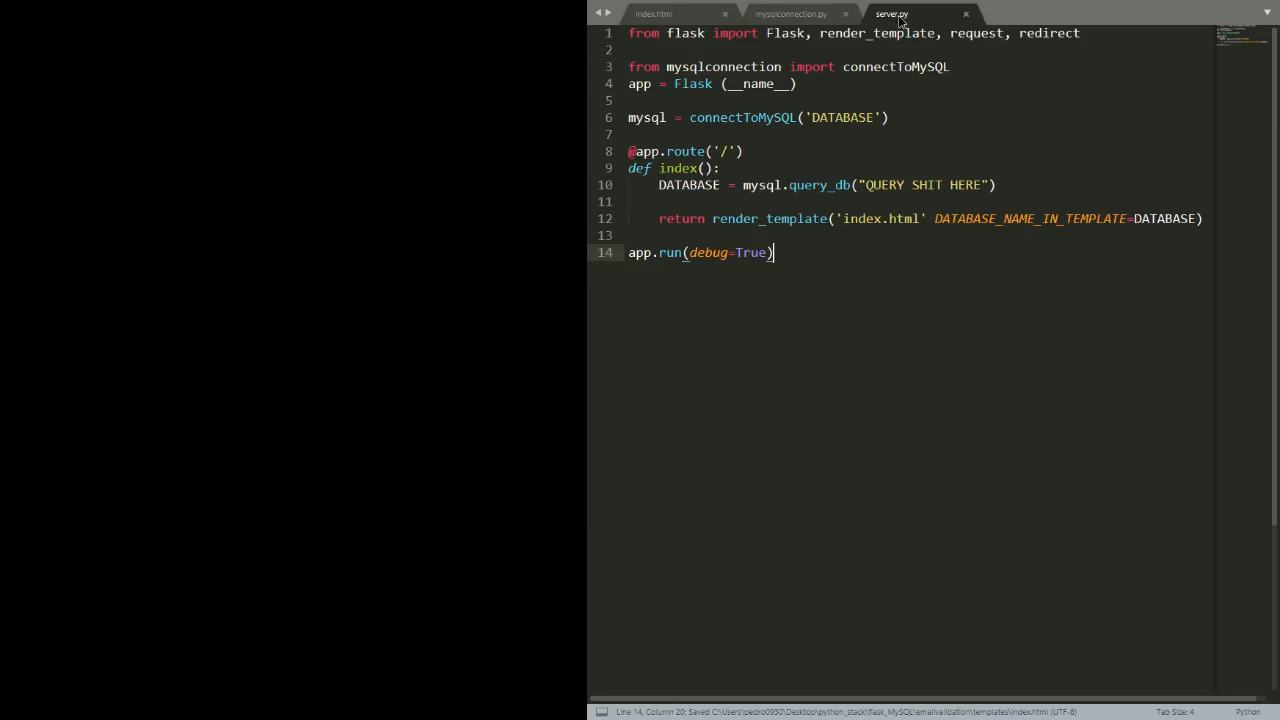 index.html
mysqlconnection.py
server.py
1 from flask import Flask, render_template, request, redirect
2
3 from mysqlconnection import connectToMySQL
4 app = Flask (__name__)
5
6 mysql = connectToMySQL('DATABASE')
7
8 @app.route('/')
9 def index():
10 DATABASE = mysql.query_db("QUERY SHIT HERE")
11
12 return render_template('index.html' DATABASE_NAME_IN_TEMPLATE=DATABASE)
13
14 app.run(debug=True)
Line 14, Column 20; Saved C:\Users\pedro0930\Desktop\python_stack\flask_MySQL\emailvalidation\templates\index.html (UTF-8)
Tab Size: 4
Python